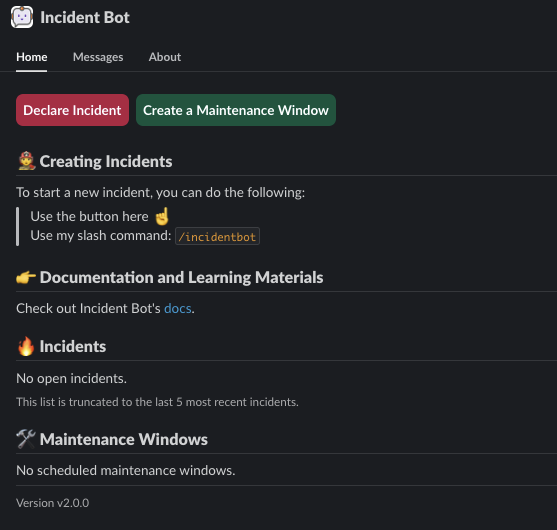 Incident Bot
Home Messages About
Declare Incident Create a Maintenance Window
Creating Incidents
To start a new incident, you can do the following:
Use the button here
Use my slash command: /incidentbot
Documentation and Learning Materials
Check out Incident Bot's docs.
Incidents
No open incidents.
This list is truncated to the last 5 most recent incidents.
Maintenance Windows
No scheduled maintenance windows.
Version v2.0.0